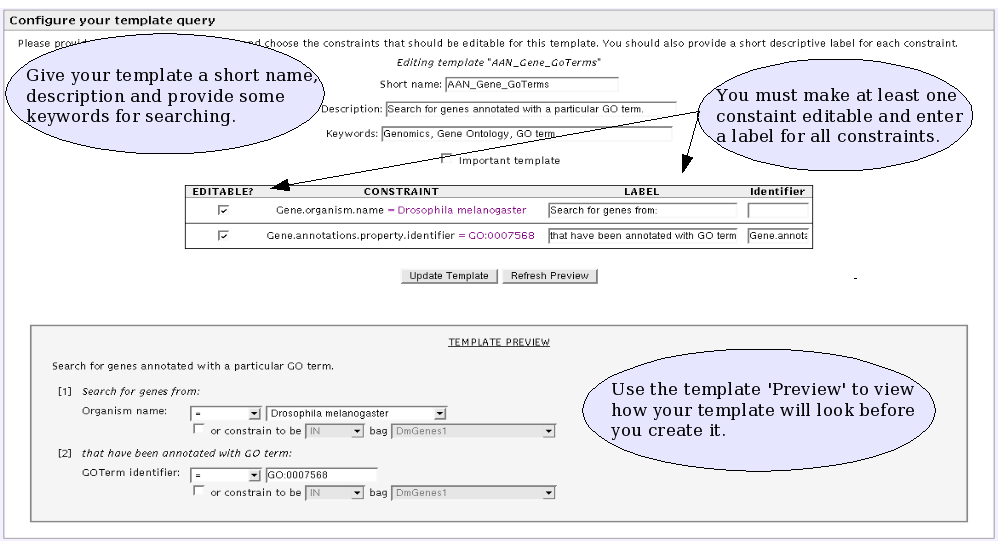 Configure your template query
Please provid and choose the constraints that should be editable for this template. You should also provide a short descriptive label for each constraint.
Editing template "AAN_Gene_GoTerms"
Give your template a short name,
description and provide some
keywords for searching.
Short name: AAN_Gene_GoTerms
Description: Search for genes annotated with a particular GO term.
Keywords: Genomics, Gene Ontology, GO term
Important template
You must make at least one
constaint editable and enter
a label for all constraints.
EDITABLE? CONSTRAINT LABEL Identifier
Gene.organism.name = Drosophila melanogaster Search for genes from:
Gene.annotations.property.identifier = GO:0007568 that have been annotated with GO term Gene.annota
Update Template Refresh Preview
-
TEMPLATE PREVIEW
Search for genes annotated with a particular GO term.
[1] Search for genes from:
Organism name: = Drosophila melanogaster
or constrain to be IN bag DmGenes1
[2] that have been annotated with GO term:
GOTerm identifier: = GO:0007568
or constrain to be IN bag DmGenes1
Use the template 'Preview' to view
how your template will look before
you create it.